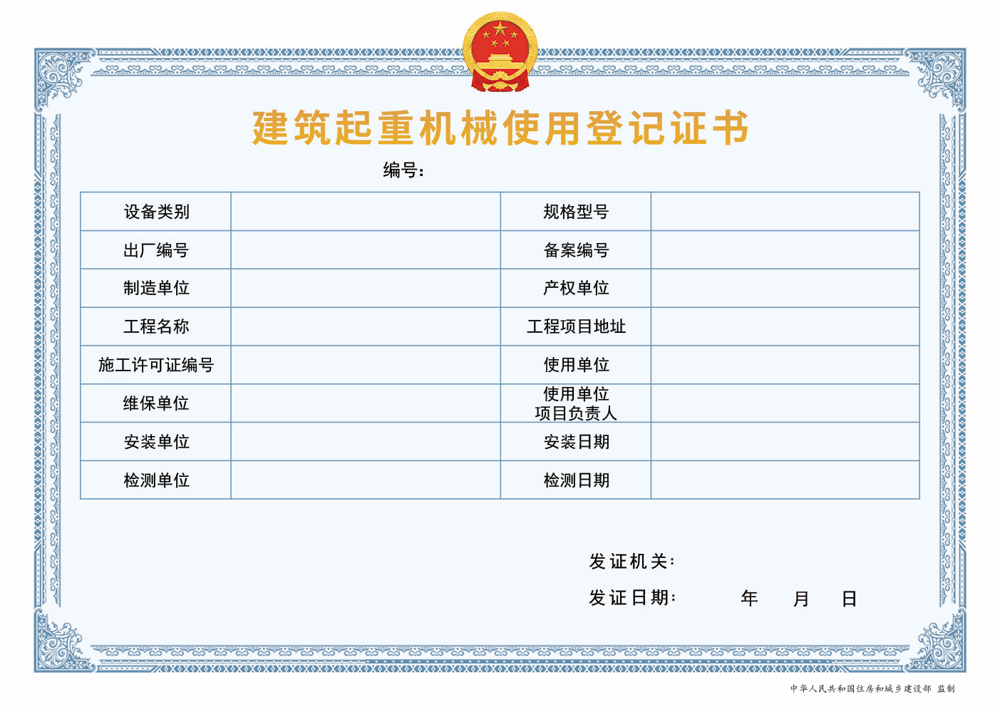 建筑起重机械使用登记证书
编号：
设备类别 规格型号
出厂编号 备案编号
制造单位 产权单位
工程名称 工程项目地址
施工许可证编号 使用单位
维保单位 使用单位
项目负责人
安装单位 安装日期
检测单位 检测日期
发证机关：
发证日期： 年 月 日
中华人民共和国住房和城乡建设部 监制